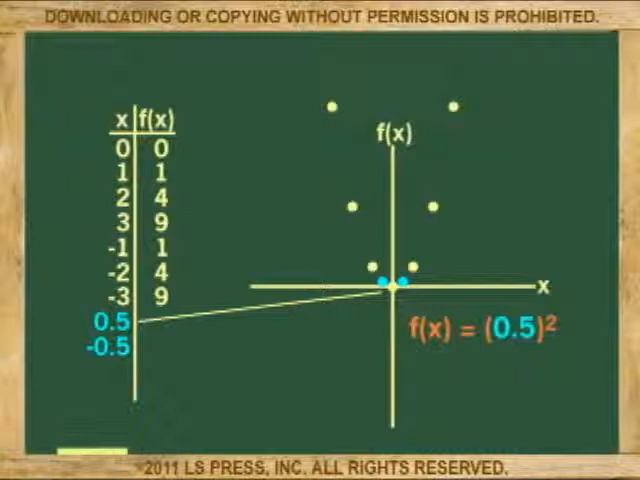 DOWNLOADING OR COPYING WITHOUT PERMISSION IS PROHIBITED.
x f(x)
0 0
1 1
2 4
3 9
-1 1
-2 4
-3 9
0.5
-0.5
f(x)
x
f(x) = (0.5)²
©2011 LS PRESS, INC. ALL RIGHTS RESERVED.